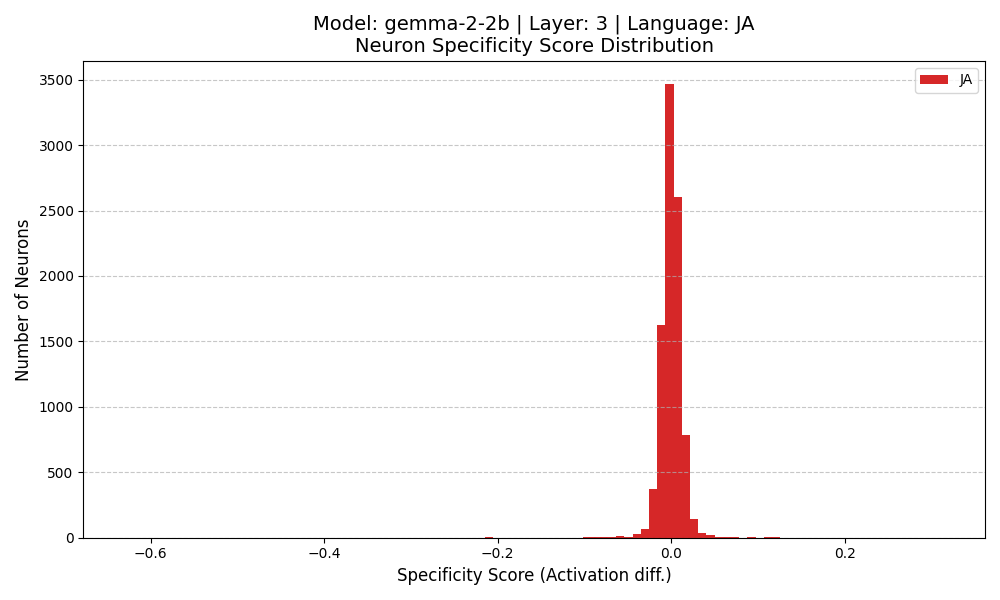 Model: gemma-2-2b | Layer: 3 | Language: JA
Neuron Specificity Score Distribution
JA
Number of Neurons
3500
3000
2500
2000
1500
1000
500
0
−0.6
−0.4
−0.2
0.0
0.2
Specificity Score (Activation diff.)